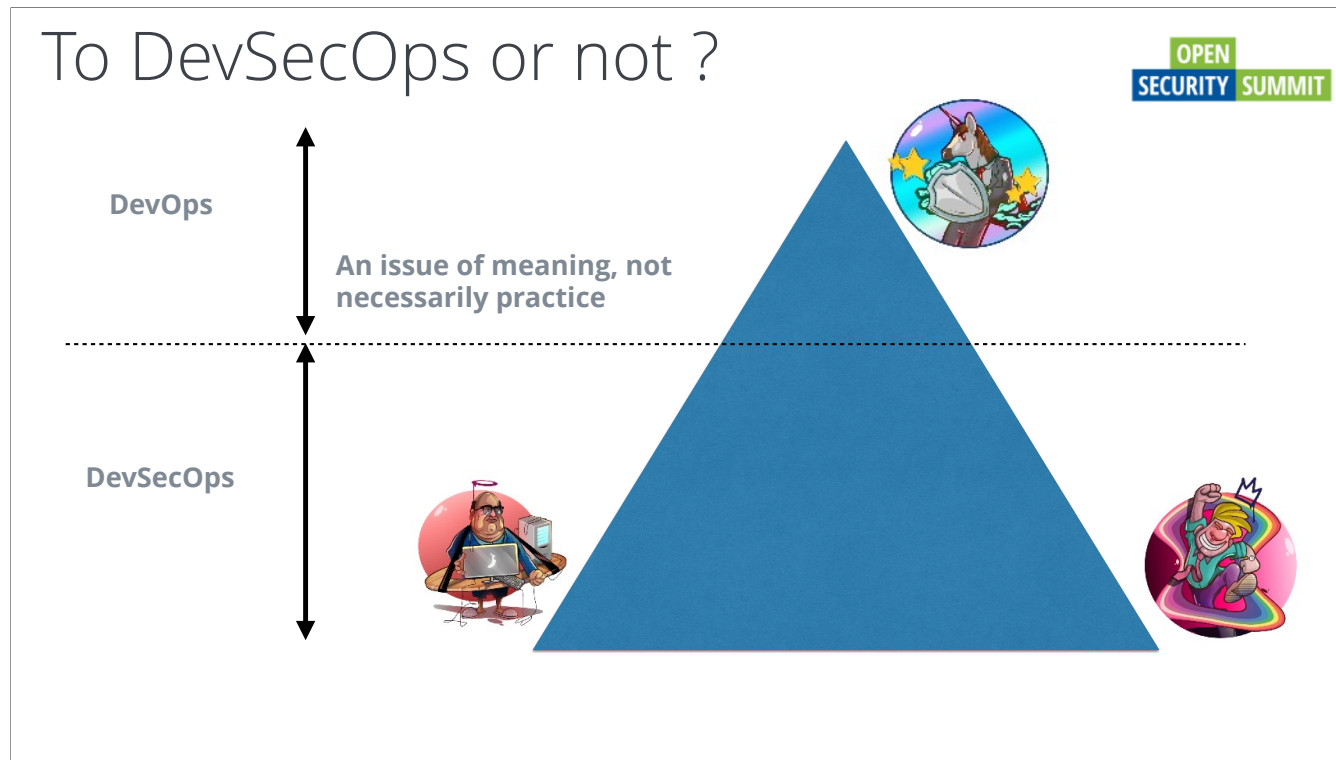 To DevSecOps or not ?
OPEN
SECURITY SUMMIT
DevOps
An issue of meaning, not
necessarily practice
DevSecOps